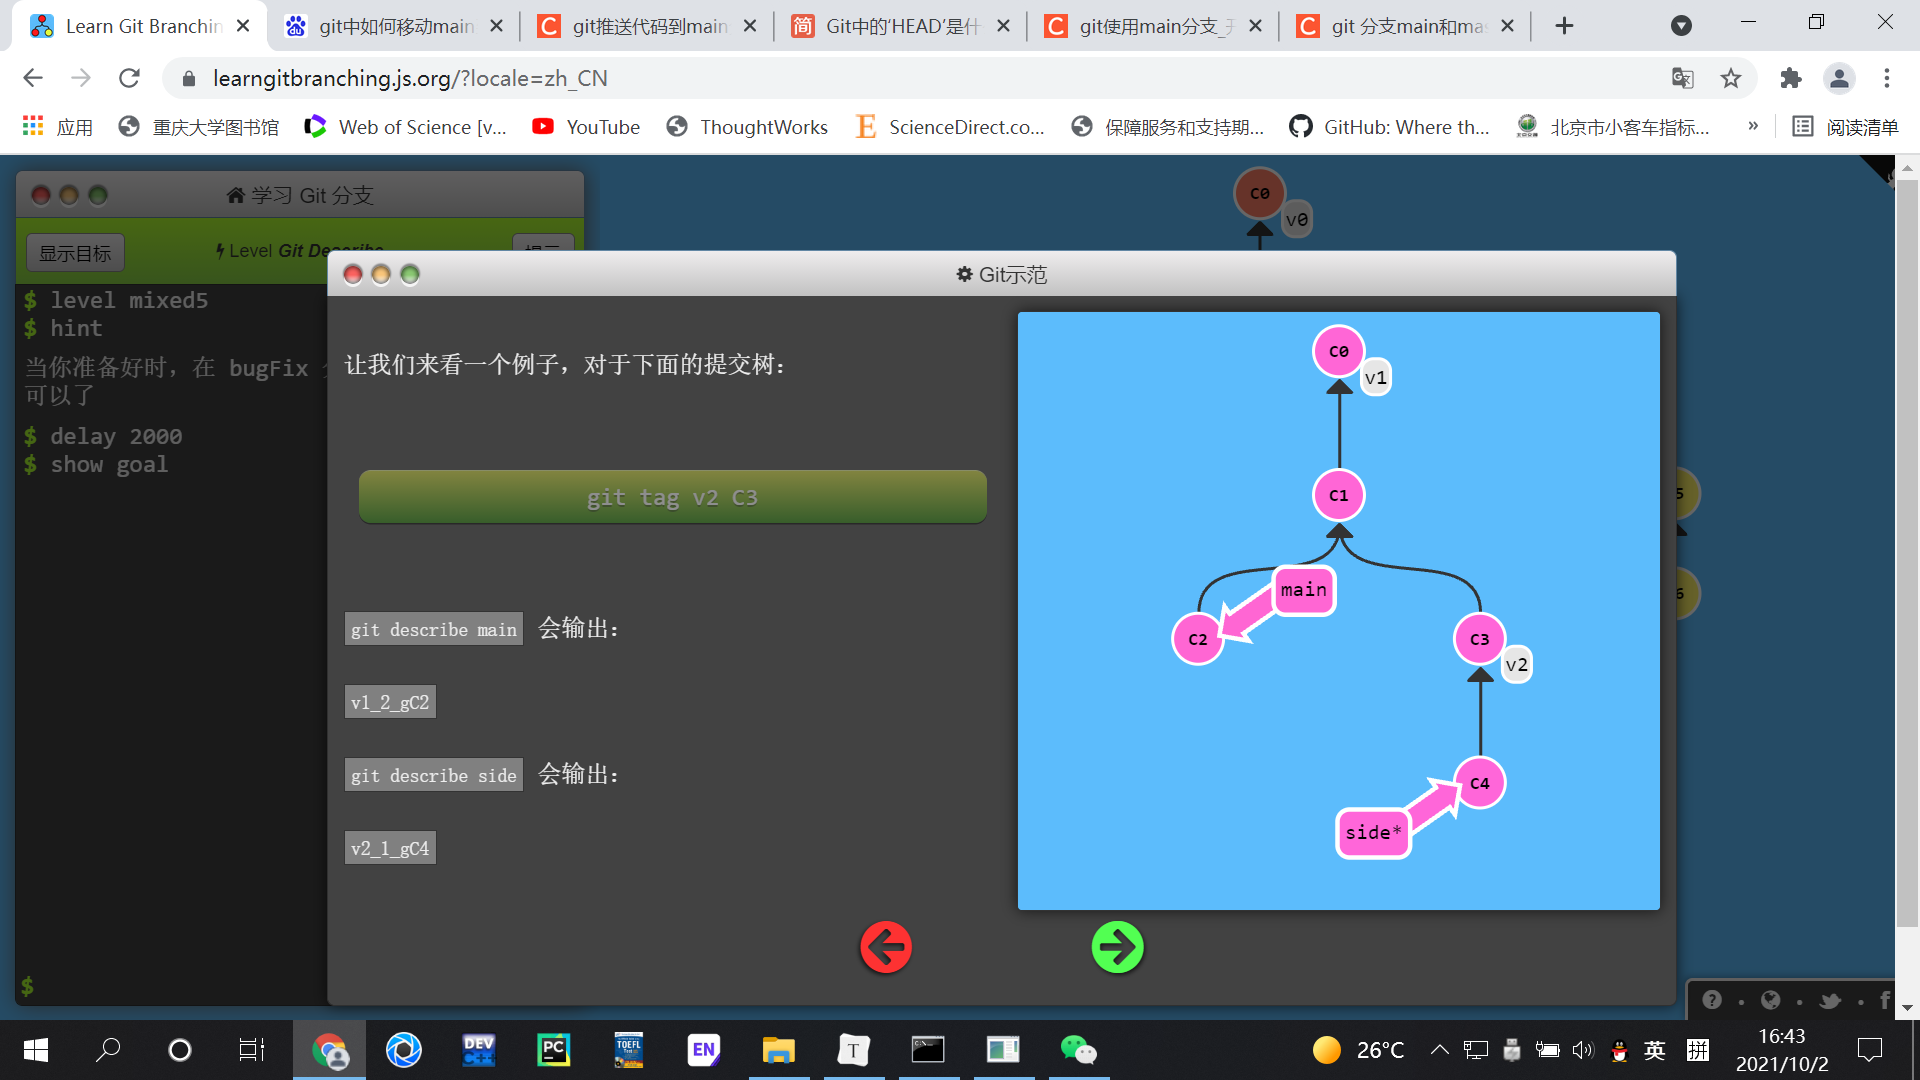 Learn Git Branchin
git中如何移动main
git推送代码到main
Git中的‘HEAD’是什
git使用main分支_开
git 分支main和mas
learngitbranching.js.org/?locale=zh_CN
应用
重庆大学图书馆
Web of Science [v...
YouTube
ThoughtWorks
ScienceDirect.co...
保障服务和支持期...
GitHub: Where th...
北京市小客车指标...
»
阅读清单
学习 Git 分支
显示目标
Level Git Describe
$ level mixed5
$ hint
当你准备好时，在 bugFix
可以了
$ delay 2000
$ show goal
$
C0
v0
Git示范
让我们来看一个例子，对于下面的提交树：
git tag v2 C3
git describe main 会输出：
v1_2_gC2
git describe side 会输出：
v2_1_gC4
C0
v1
C1
main
C2
C3
v2
C4
side*
5
6
DEV
C++
PC
TOEFL
EN
T
26°C
英
拼
16:43
2021/10/2